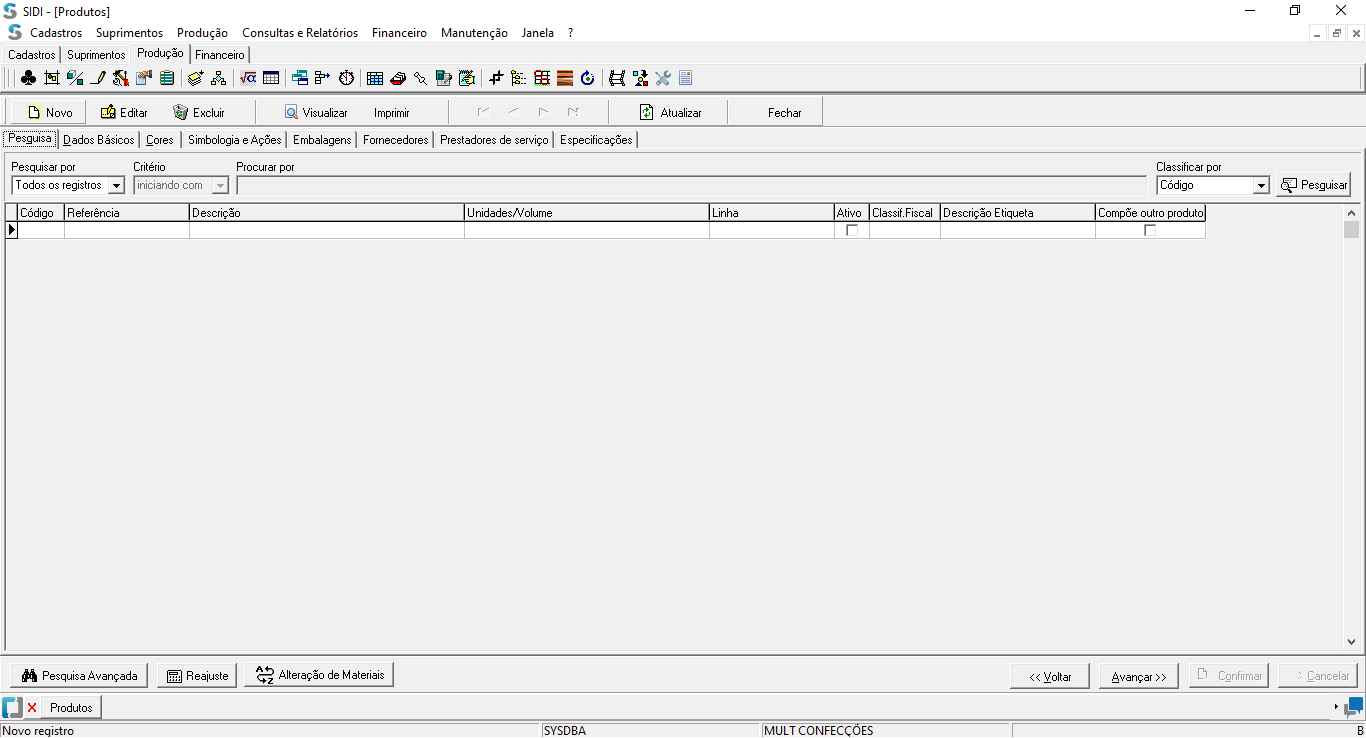 SIDI - [Produtos]
Cadastros Suprimentos Produção Consultas e Relatórios Financeiro Manutenção Janela ?
Cadastros Suprimentos Produção Financeiro
Novo Editar Excluir Visualizar Imprimir Atualizar Fechar
Pesquisa Dados Básicos Cores Simbologia e Ações Embalagens Fornecedores Prestadores de serviço Especificações
Pesquisar por Critério Procurar por Classificar por
Todos os registros iniciando com Código Pesquisar
Código Referência Descrição Unidades/Volume Linha Ativo Classif.Fiscal Descrição Etiqueta Compõe outro produto
Pesquisa Avançada Reajuste Alteração de Materiais << Voltar Avançar >> Confirmar Cancelar
Produtos
Novo registro SYSDBA MULT CONFECÇÕES B